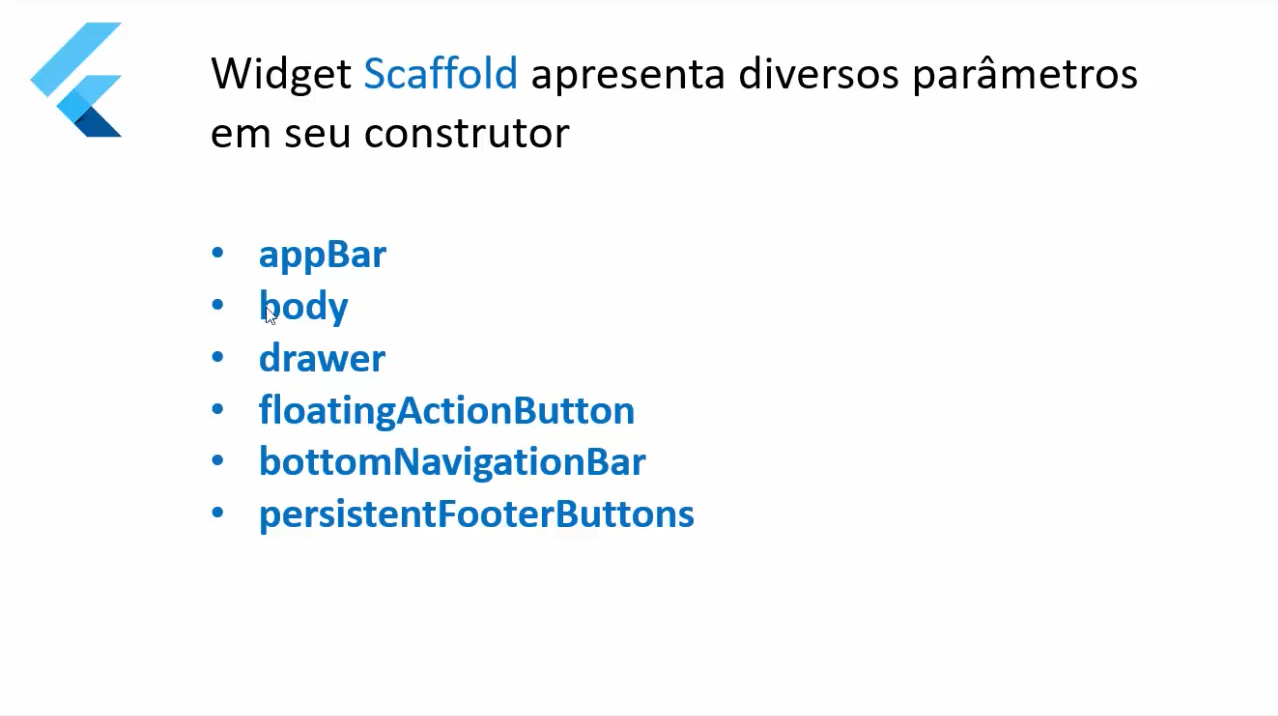 Widget Scaffold apresenta diversos parâmetros
em seu construtor
• appBar
• body
• drawer
• floatingActionButton
• bottomNavigationBar
• persistentFooterButtons